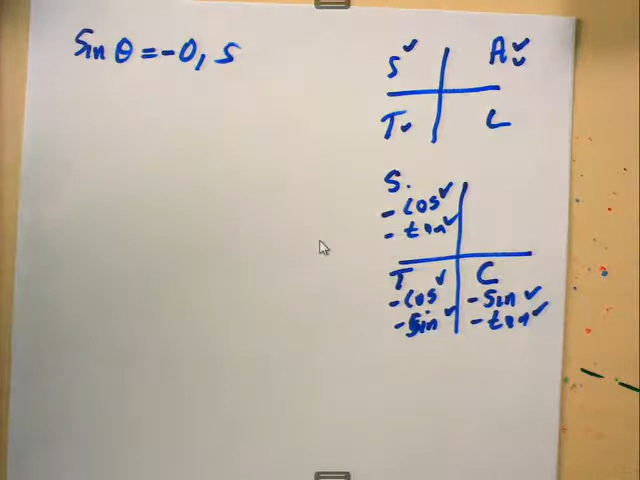 Sin θ = -0,5
S✓ A✓✓
T✓ C
S.
- cos✓
- tan✓
T C
- cos✓ - sin✓
- sin✓ - tan✓